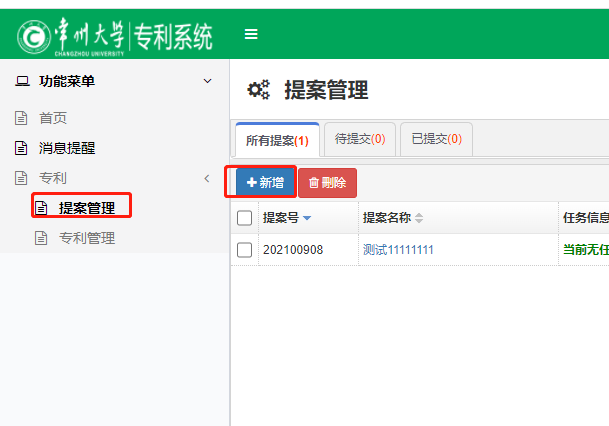 常州大学 专利系统
CHANGZHOU UNIVERSITY
功能菜单
首页
消息提醒
专利
提案管理
专利管理
提案管理
所有提案(1) 待提交(0) 已提交(0)
新增 删除
提案号 提案名称 任务信息
202100908 测试11111111 当前无任